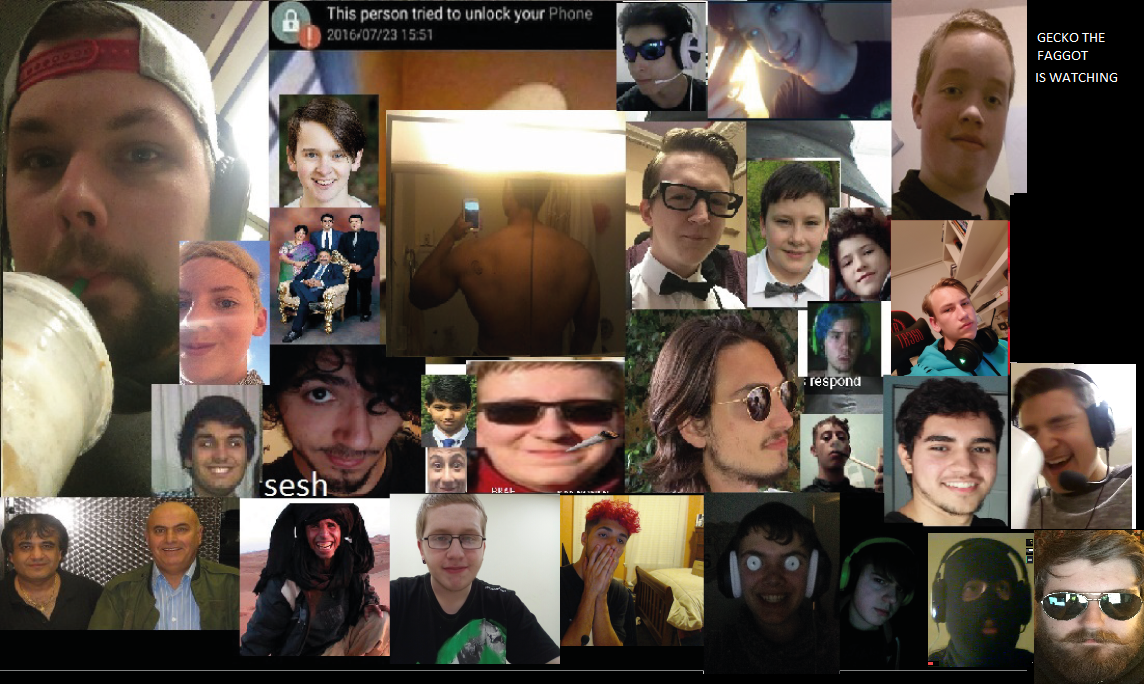 This person tried to unlock your Phone
2016/07/23 15:51
GECKO THE
FAGGOT
IS WATCHING
respond
sesh